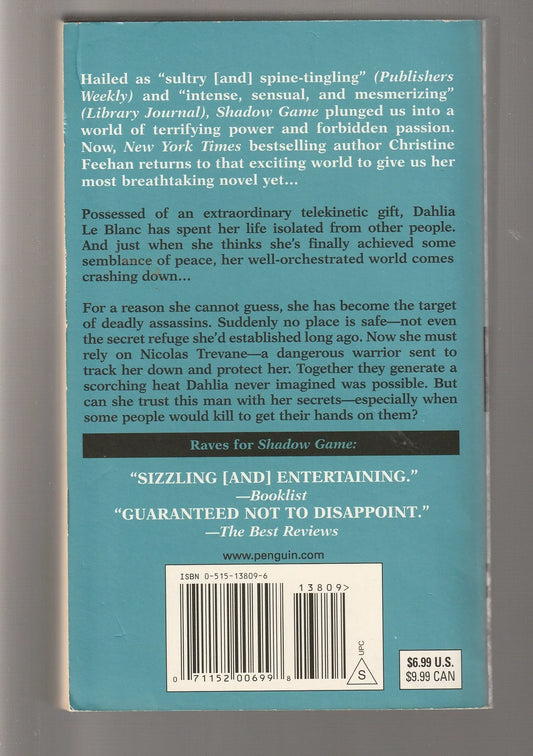 Hailed as “sultry [and] spine-tingling” (Publishers
Weekly) and “intense, sensual, and mesmerizing”
(Library Journal), Shadow Game plunged us into a
world of terrifying power and forbidden passion.
Now, New York Times bestselling author Christine
Feehan returns to that exciting world to give us her
most breathtaking novel yet...
Possessed of an extraordinary telekinetic gift, Dahlia
Le Blanc has spent her life isolated from other people.
And just when she thinks she’s finally achieved some
semblance of peace, her well-orchestrated world comes
crashing down...
For a reason she cannot guess, she has become the target
of deadly assassins. Suddenly no place is safe—not even
the secret refuge she’d established long ago. Now she must
rely on Nicolas Trevane—a dangerous warrior sent to
track her down and protect her. Together they generate a
scorching heat Dahlia never imagined was possible. But
can she trust this man with her secrets—especially when
some people would kill to get their hands on them?
Raves for Shadow Game:
“SIZZLING [AND] ENTERTAINING.”
—Booklist
“GUARANTEED NOT TO DISAPPOINT.”
—The Best Reviews
www.penguin.com
ISBN 0-515-13809-6
13809>
0 71152 00699 8
UPC
S
$6.99 U.S.
$9.99 CAN